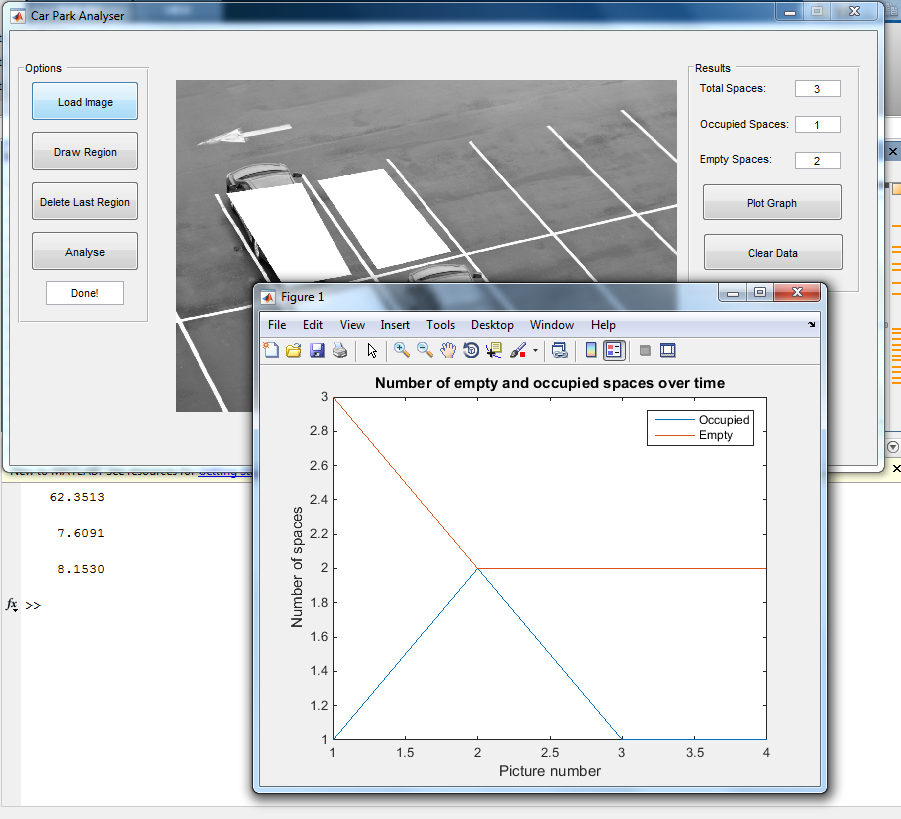 Car Park Analyser
Options
Load Image
Draw Region
Delete Last Region
Analyse
Done!
Results
Total Spaces: 3
Occupied Spaces: 1
Empty Spaces: 2
Plot Graph
Clear Data
Figure 1
File Edit View Insert Tools Desktop Window Help
Number of empty and occupied spaces over time
Occupied
Empty
Number of spaces
3
2.8
2.6
2.4
2.2
2
1.8
1.6
1.4
1.2
1
1 1.5 2 2.5 3 3.5 4
Picture number
New to MATLAB? See resources for Getting St
62.3513
7.6091
8.1530
fx >>